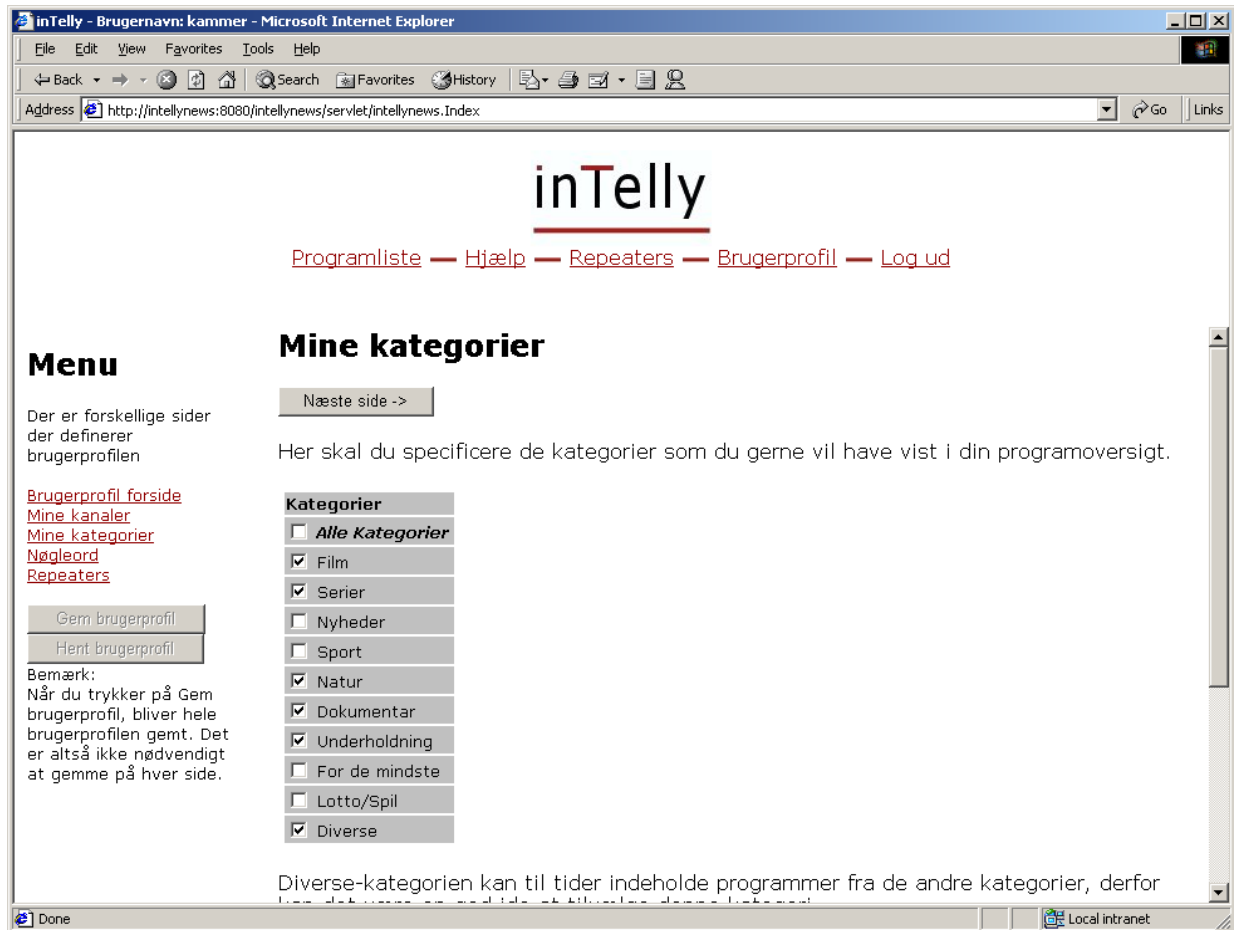 inTelly - Brugernavn: kammer - Microsoft Internet Explorer
File Edit View Favorites Tools Help
Back Search Favorites History
Address http://intellynews:8080/intellynews/servlet/intellynews.Index Go Links
inTelly
Programliste — Hjælp — Repeaters — Brugerprofil — Log ud
Menu
Der er forskellige sider
der definerer
brugerprofilen
Brugerprofil forside
Mine kanaler
Mine kategorier
Nøgleord
Repeaters
Gem brugerprofil
Hent brugerprofil
Bemærk:
Når du trykker på Gem
brugerprofil, bliver hele
brugerprofilen gemt. Det
er altså ikke nødvendigt
at gemme på hver side.
Mine kategorier
Næste side ->
Her skal du specificere de kategorier som du gerne vil have vist i din programoversigt.
Kategorier
Alle Kategorier
Film
Serier
Nyheder
Sport
Natur
Dokumentar
Underholdning
For de mindste
Lotto/Spil
Diverse
Diverse-kategorien kan til tider indeholde programmer fra de andre kategorier, derfor
Done Local intranet